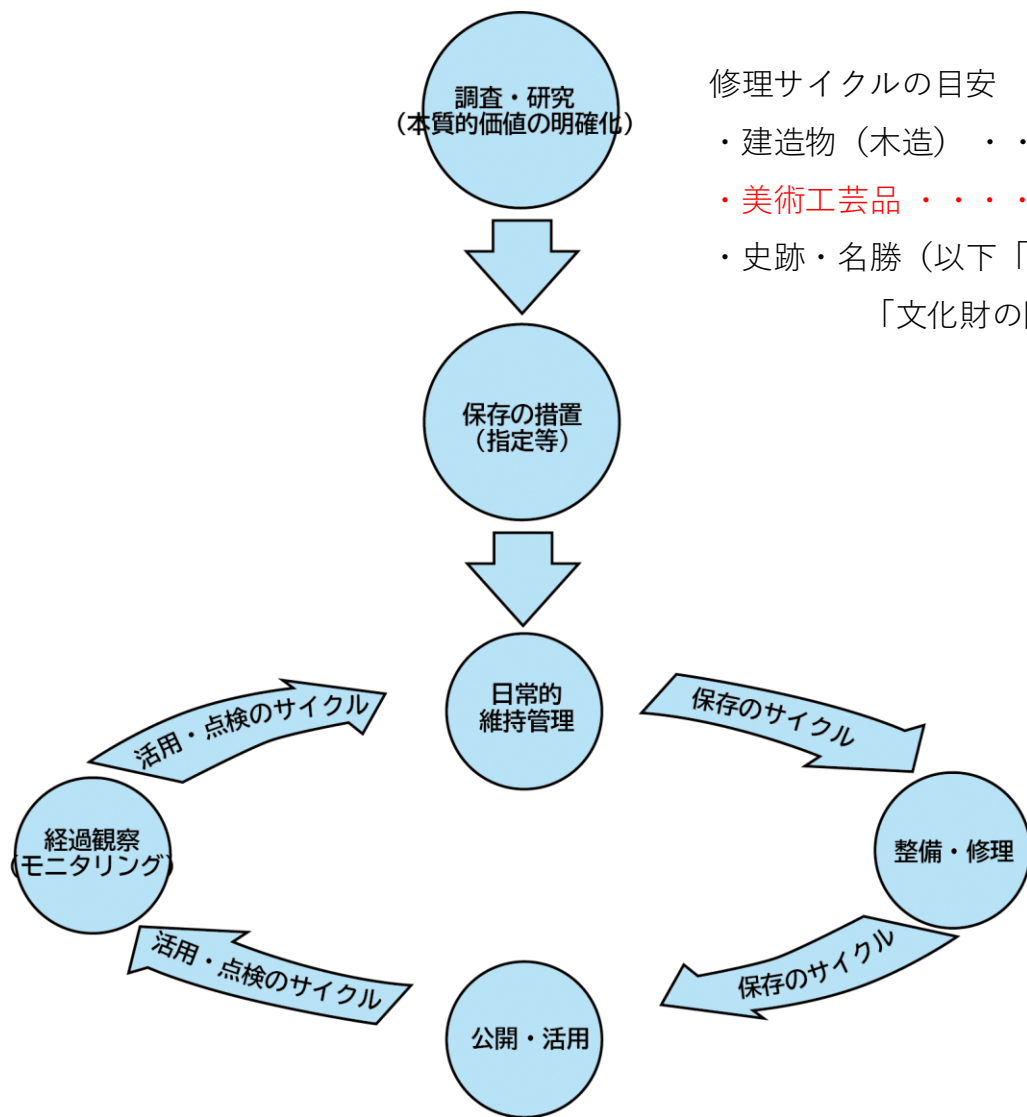 調査・研究
（本質的価値の明確化）
修理サイクルの目安
・建造物（木造） ・・
・美術工芸品 ・・・・
・史跡・名勝（以下「
「文化財の
保存の措置
（指定等）
日常的
維持管理
活用・点検のサイクル
保存のサイクル
経過観察
（モニタリング）
整備・修理
活用・点検のサイクル
保存のサイクル
公開・活用